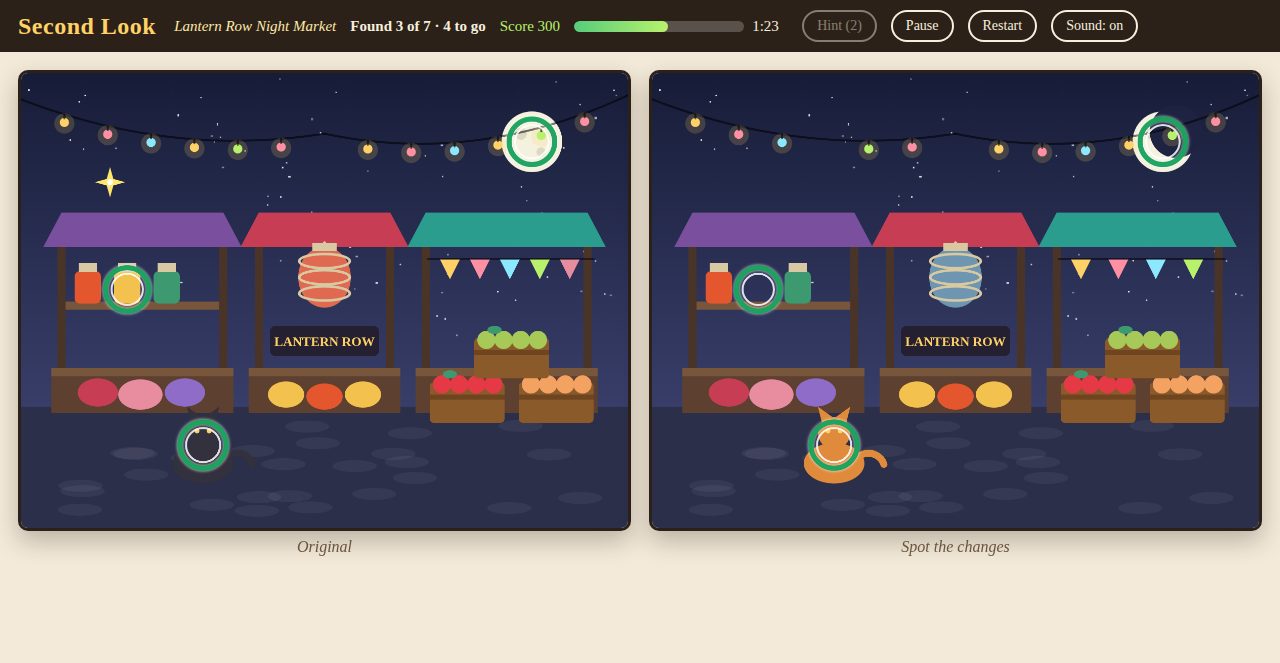 Second Look Lantern Row Night Market Found 3 of 7 · 4 to go Score 300 1:23 Hint (2) Pause Restart Sound: on
LANTERN ROW LANTERN ROW
Original Spot the changes